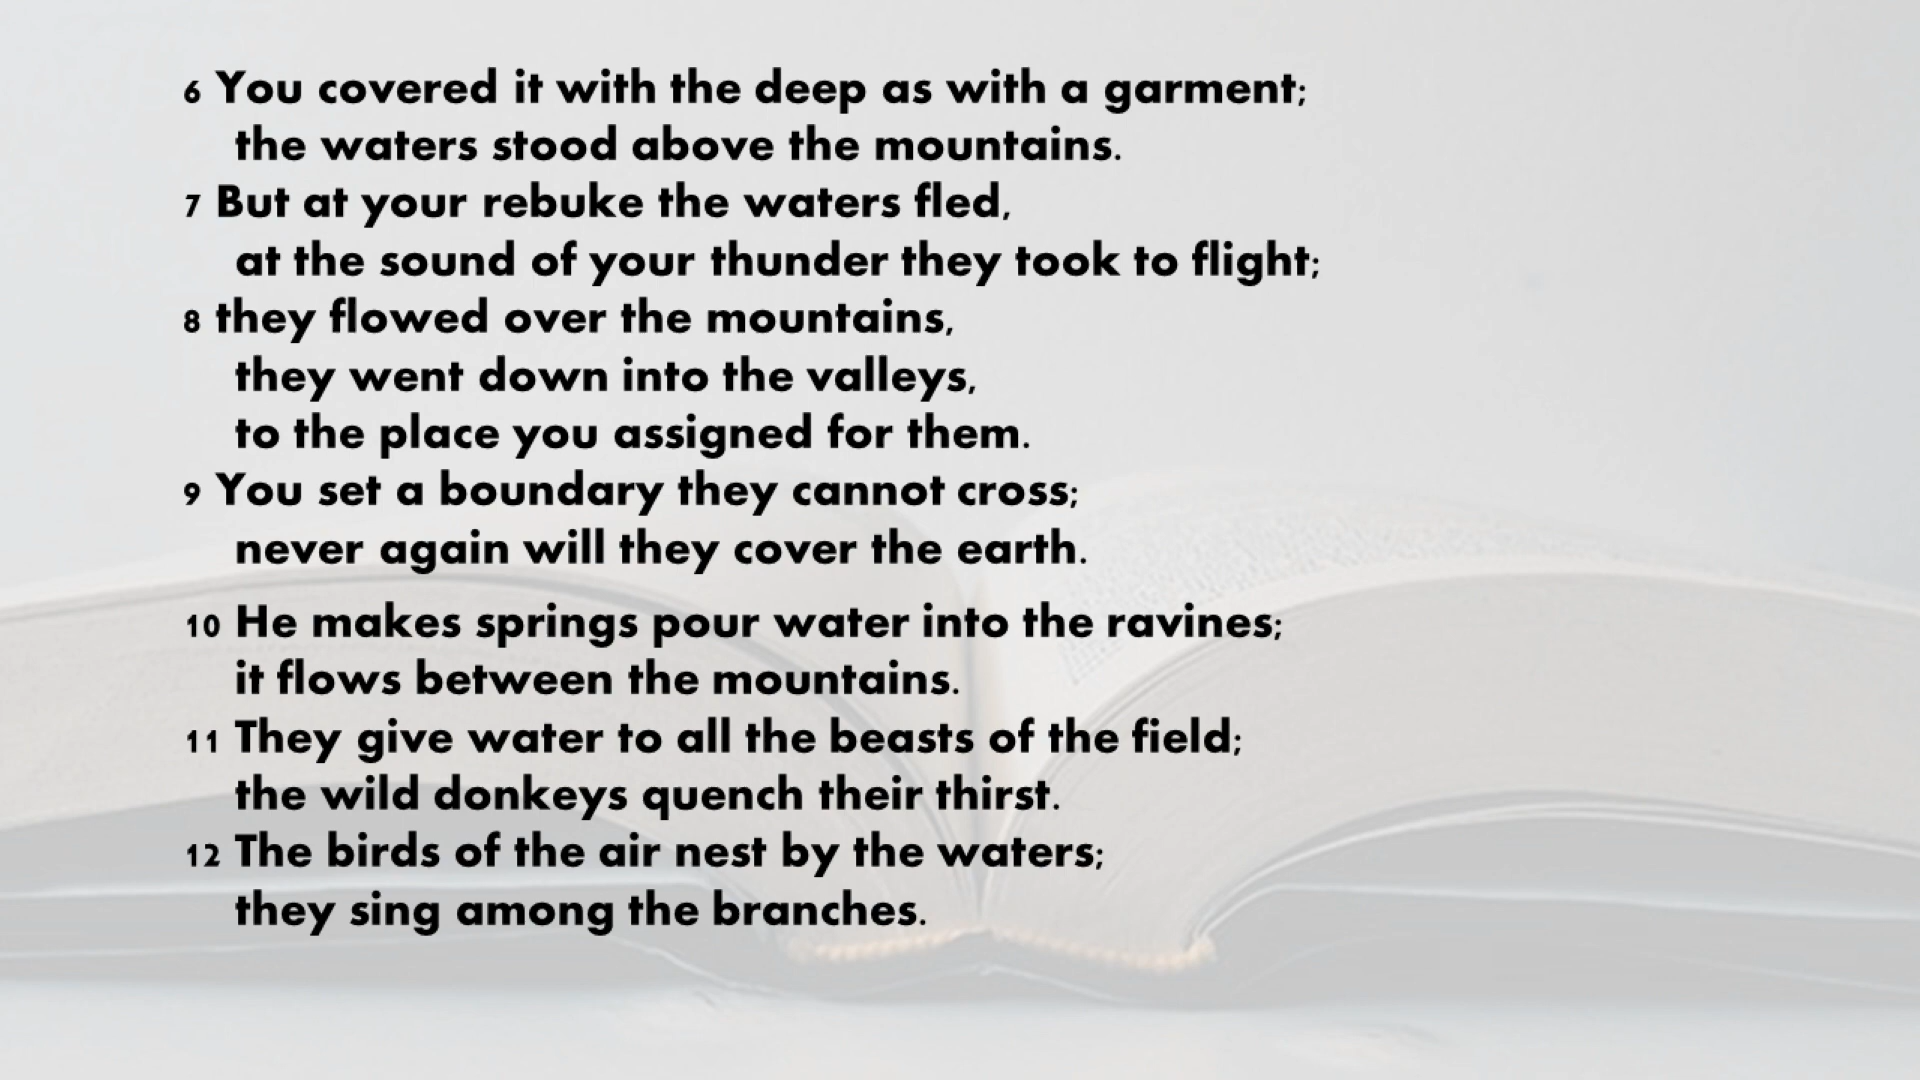 6 You covered it with the deep as with a garment;
the waters stood above the mountains.
7 But at your rebuke the waters fled,
at the sound of your thunder they took to flight;
8 they flowed over the mountains,
they went down into the valleys,
to the place you assigned for them.
9 You set a boundary they cannot cross;
never again will they cover the earth.
10 He makes springs pour water into the ravines;
it flows between the mountains.
11 They give water to all the beasts of the field;
the wild donkeys quench their thirst.
12 The birds of the air nest by the waters;
they sing among the branches.